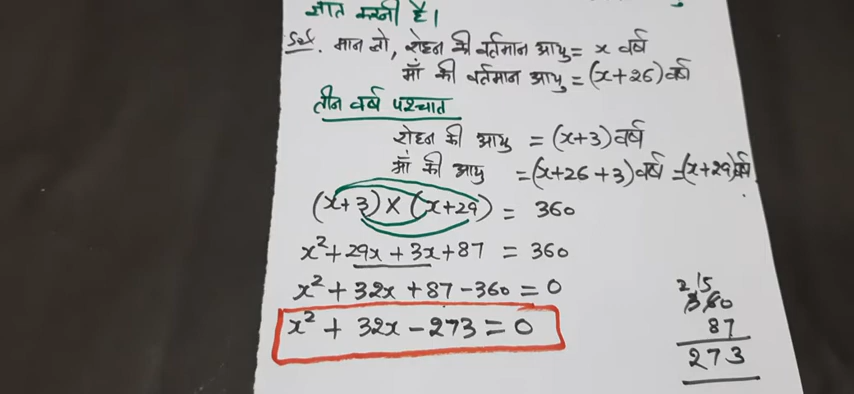 ज्ञात करनी है।
Sol. मान लो, रोहन की वर्तमान आयु = x वर्ष
माँ की वर्तमान आयु = (x+26) वर्ष
तीन वर्ष पश्चात
रोहन की आयु = (x+3) वर्ष
माँ की आयु = (x+26+3) वर्ष = (x+29) वर्ष
(x+3) × (x+29) = 360
x²+29x+3x+87 = 360
x²+32x+87-360=0
x²+32x-273=0
2 15
360
87
273